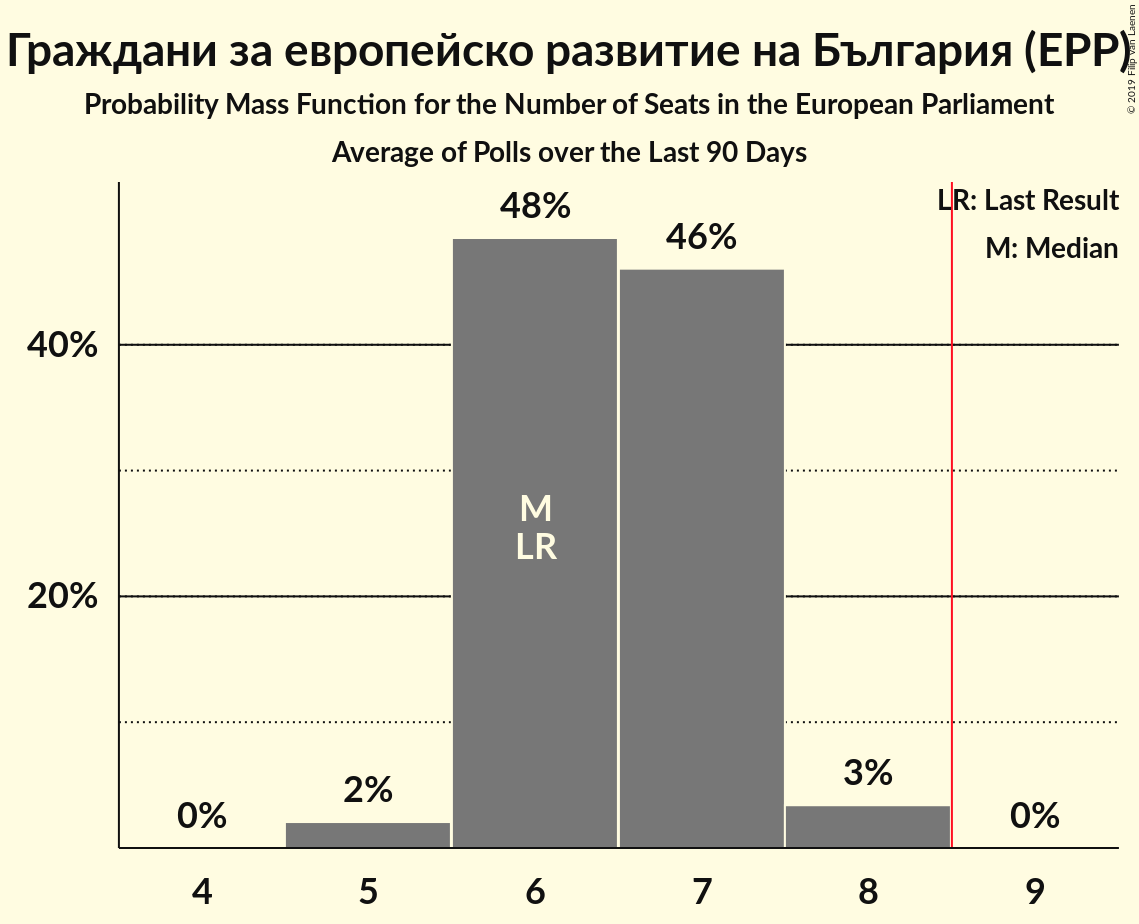 Граждани за европейско развитие на България (EPP)
© 2019 Filip van Laenen
Probability Mass Function for the Number of Seats in the European Parliament
Average of Polls over the Last 90 Days
LR: Last Result
M: Median
48%
46%
40%
M
LR
20%
3%
2%
0%
0%
4 5 6 7 8 9